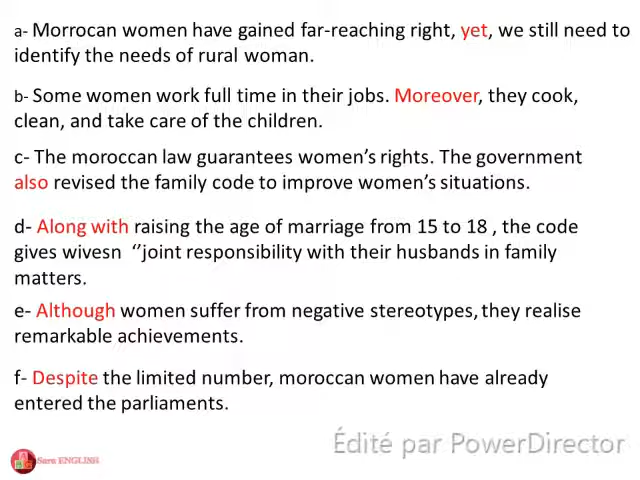 a- Morrocan women have gained far-reaching right, yet, we still need to
identify the needs of rural woman.
b- Some women work full time in their jobs. Moreover, they cook,
clean, and take care of the children.
c- The moroccan law guarantees women’s rights. The government
also revised the family code to improve women’s situations.
d- Along with raising the age of marriage from 15 to 18 , the code
gives wivesn ‘’joint responsibility with their husbands in family
matters.
e- Although women suffer from negative stereotypes, they realise
remarkable achievements.
f- Despite the limited number, moroccan women have already
entered the parliaments.
Édité par PowerDirector
Sara ENGLISH